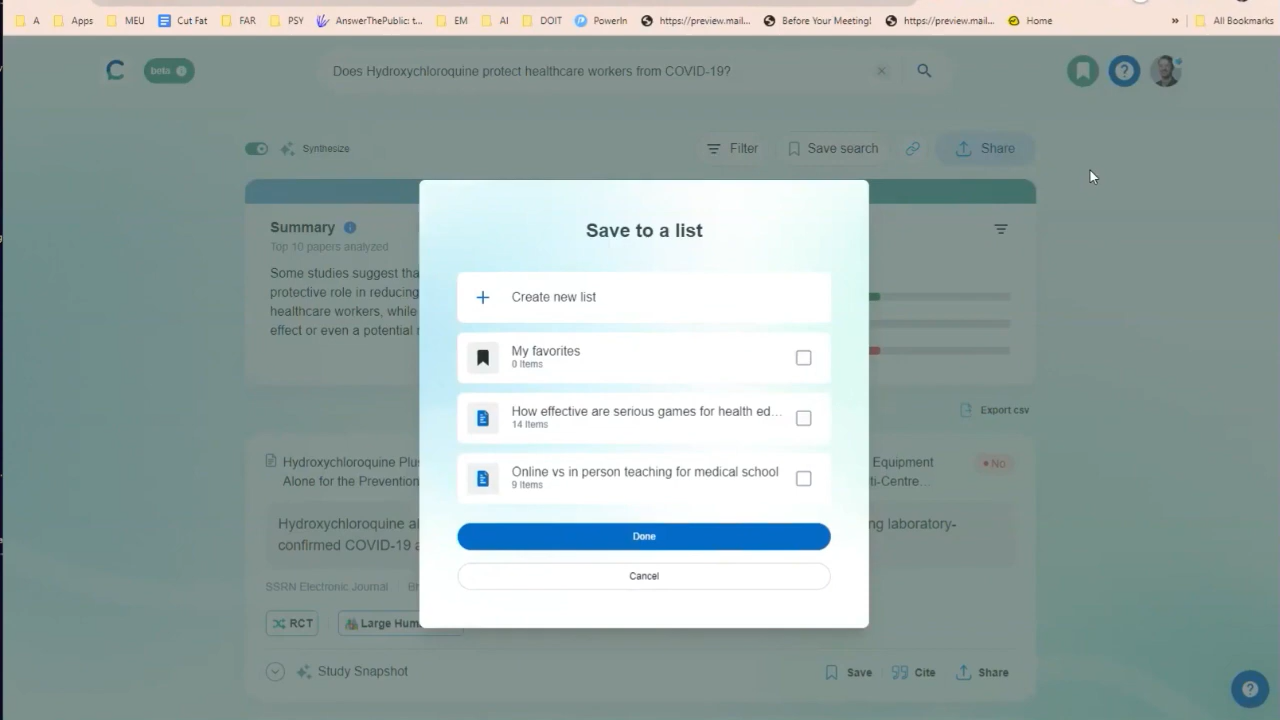 A Apps MEU Cut Fat FAR PSY AnswerThePublic: t... EM AI DOIT PowerIn https://preview.mail... Before Your Meeting! https://preview.mail... Home » All Bookmarks
beta Does Hydroxychloroquine protect healthcare workers from COVID-19?
Synthesize Filter Save search Share
Summary
Top 10 papers analyzed
Some studies suggest tha
protective role in reducing
healthcare workers, while
effect or even a potential
Save to a list
Create new list
My favorites
0 Items
How effective are serious games for health ed...
14 Items
Online vs in person teaching for medical school
9 Items
Done
Cancel
Export csv
Hydroxychloroquine Plu Equipment No
Alone for the Prevention ti-Centre...
Hydroxychloroquine al ng laboratory-
confirmed COVID-19 a
SSRN Electronic Journal
RCT Large Hum
Study Snapshot Save Cite Share